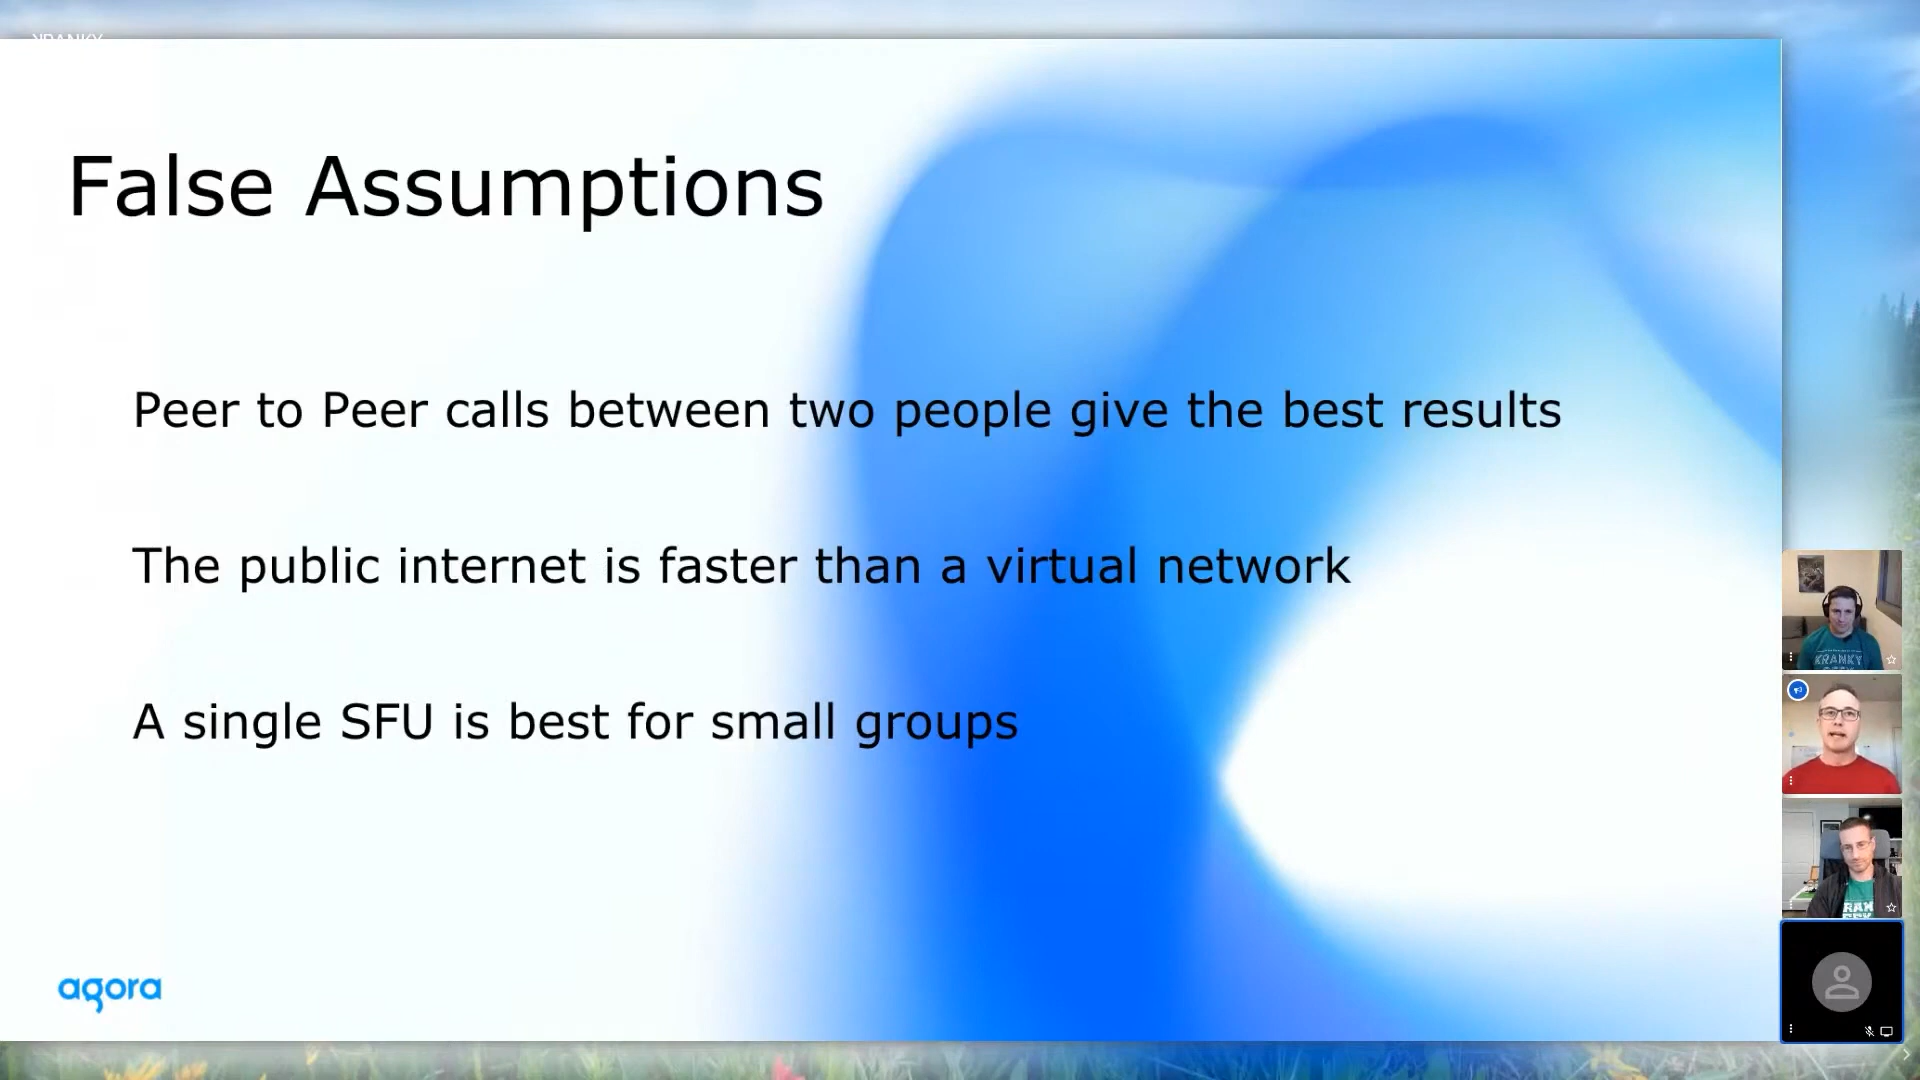 KRANKY
False Assumptions
Peer to Peer calls between two people give the best results
The public internet is faster than a virtual network
A single SFU is best for small groups
KRANKY
agora